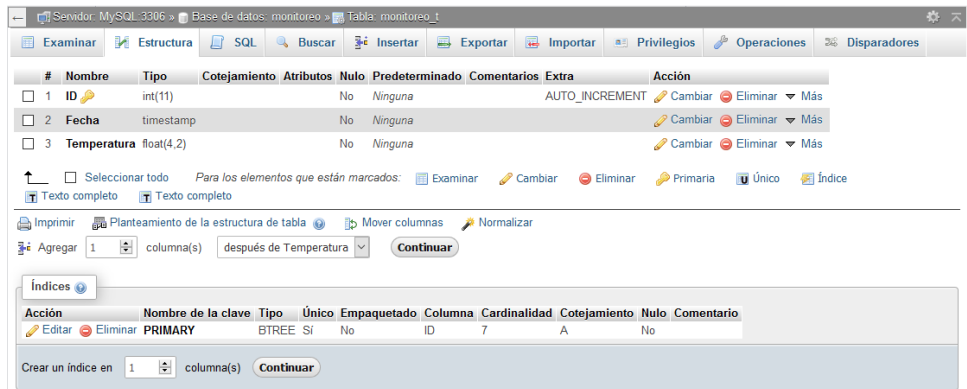 Servidor: MySQL:3306 » Base de datos: monitoreo » Tabla: monitoreo_t
Examinar Estructura SQL Buscar Insertar Exportar Importar Privilegios Operaciones Disparadores
# Nombre Tipo Cotejamiento Atributos Nulo Predeterminado Comentarios Extra Acción
1 ID int(11) No Ninguna AUTO_INCREMENT Cambiar Eliminar Más
2 Fecha timestamp No Ninguna Cambiar Eliminar Más
3 Temperatura float(4,2) No Ninguna Cambiar Eliminar Más
Seleccionar todo Para los elementos que están marcados: Examinar Cambiar Eliminar Primaria Único Índice
Texto completo Texto completo
Imprimir Planteamiento de la estructura de tabla Mover columnas Normalizar
Agregar 1 columna(s) después de Temperatura Continuar
Índices
Acción Nombre de la clave Tipo Único Empaquetado Columna Cardinalidad Cotejamiento Nulo Comentario
Editar Eliminar PRIMARY BTREE Sí No ID 7 A No
Crear un índice en 1 columna(s) Continuar